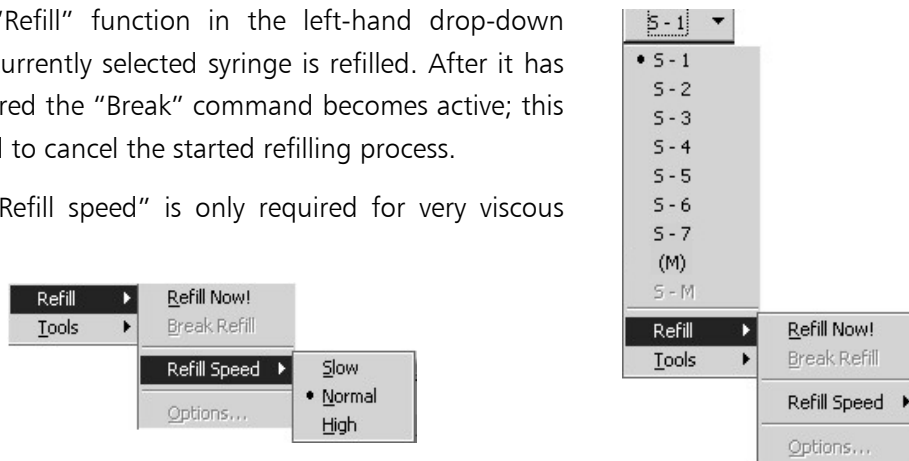 "Refill" function in the left-hand drop-down
urrently selected syringe is refilled. After it has
red the "Break" command becomes active; this
to cancel the started refilling process.
Refill speed" is only required for very viscous
Refill
Refill Now!
Tools
Break Refill
Refill Speed
Slow
Normal
Options...
High
S - 1
S - 1
S - 2
S - 3
S - 4
S - 5
S - 6
S - 7
(M)
S - M
Refill
Refill Now!
Tools
Break Refill
Refill Speed
Options...